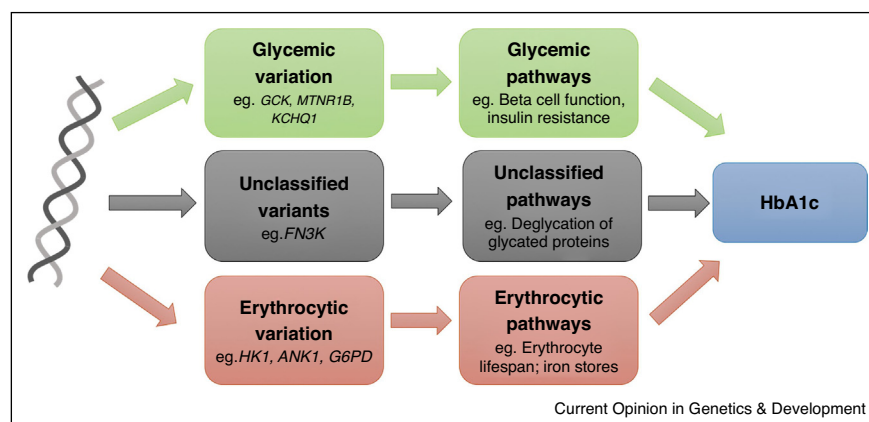 Glycemic
variation
eg. GCK, MTNR1B,
KCHQ1
Glycemic
pathways
eg. Beta cell function,
insulin resistance
Unclassified
variants
eg.FN3K
Unclassified
pathways
eg. Deglycation of
glycated proteins
HbA1c
Erythrocytic
variation
eg.HK1, ANK1, G6PD
Erythrocytic
pathways
eg. Erythrocyte
lifespan; iron stores
Current Opinion in Genetics & Development